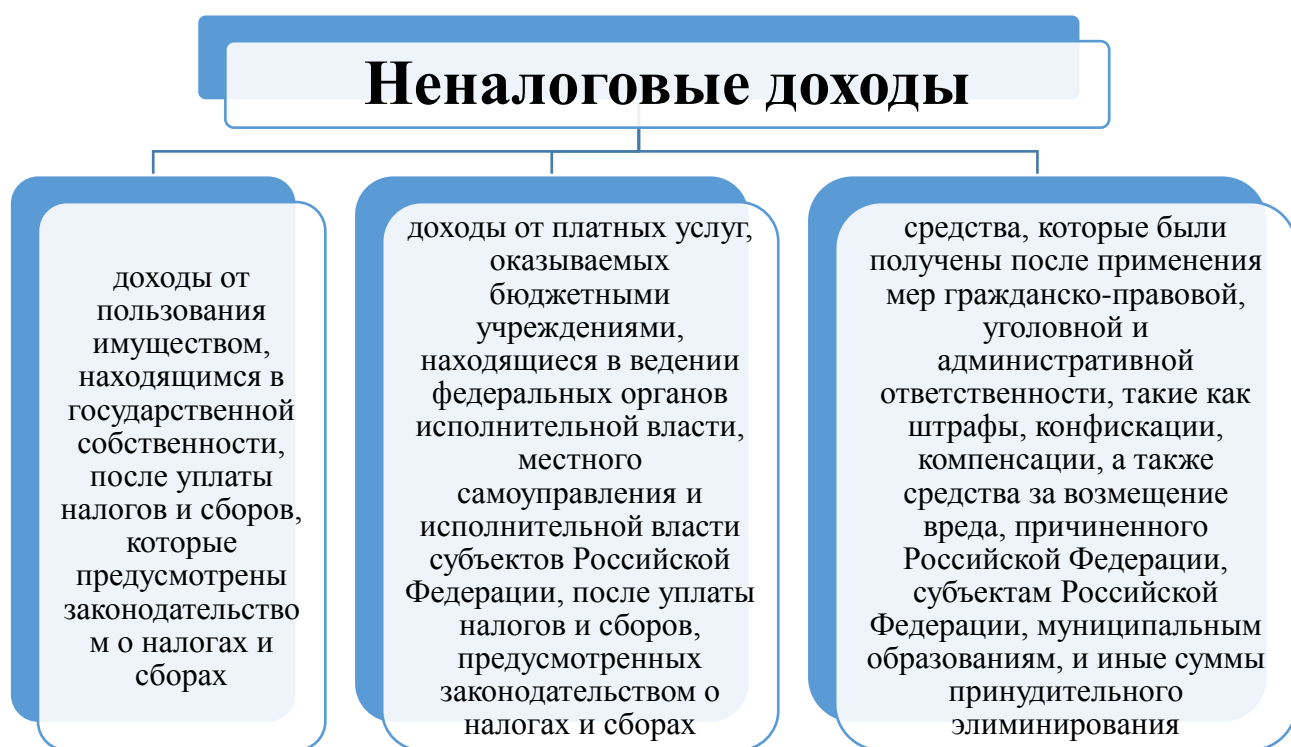 Неналоговые доходы
доходы от
пользования
имуществом,
находящимся в
государственной
собственности,
после уплаты
налогов и сборов,
которые
предусмотрены
законодательство
м о налогах и
сборах
доходы от платных услуг,
оказываемых
бюджетными
учреждениями,
находящиеся в ведении
федеральных органов
исполнительной власти,
местного
самоуправления и
исполнительной власти
субъектов Российской
Федерации, после уплаты
налогов и сборов,
предусмотренных
законодательством о
налогах и сборах
средства, которые были
получены после применения
мер гражданско-правовой,
уголовной и
административной
ответственности, такие как
штрафы, конфискации,
компенсации, а также
средства за возмещение
вреда, причиненного
Российской Федерации,
субъектам Российской
Федерации, муниципальным
образованиям, и иные суммы
принудительного
элиминирования